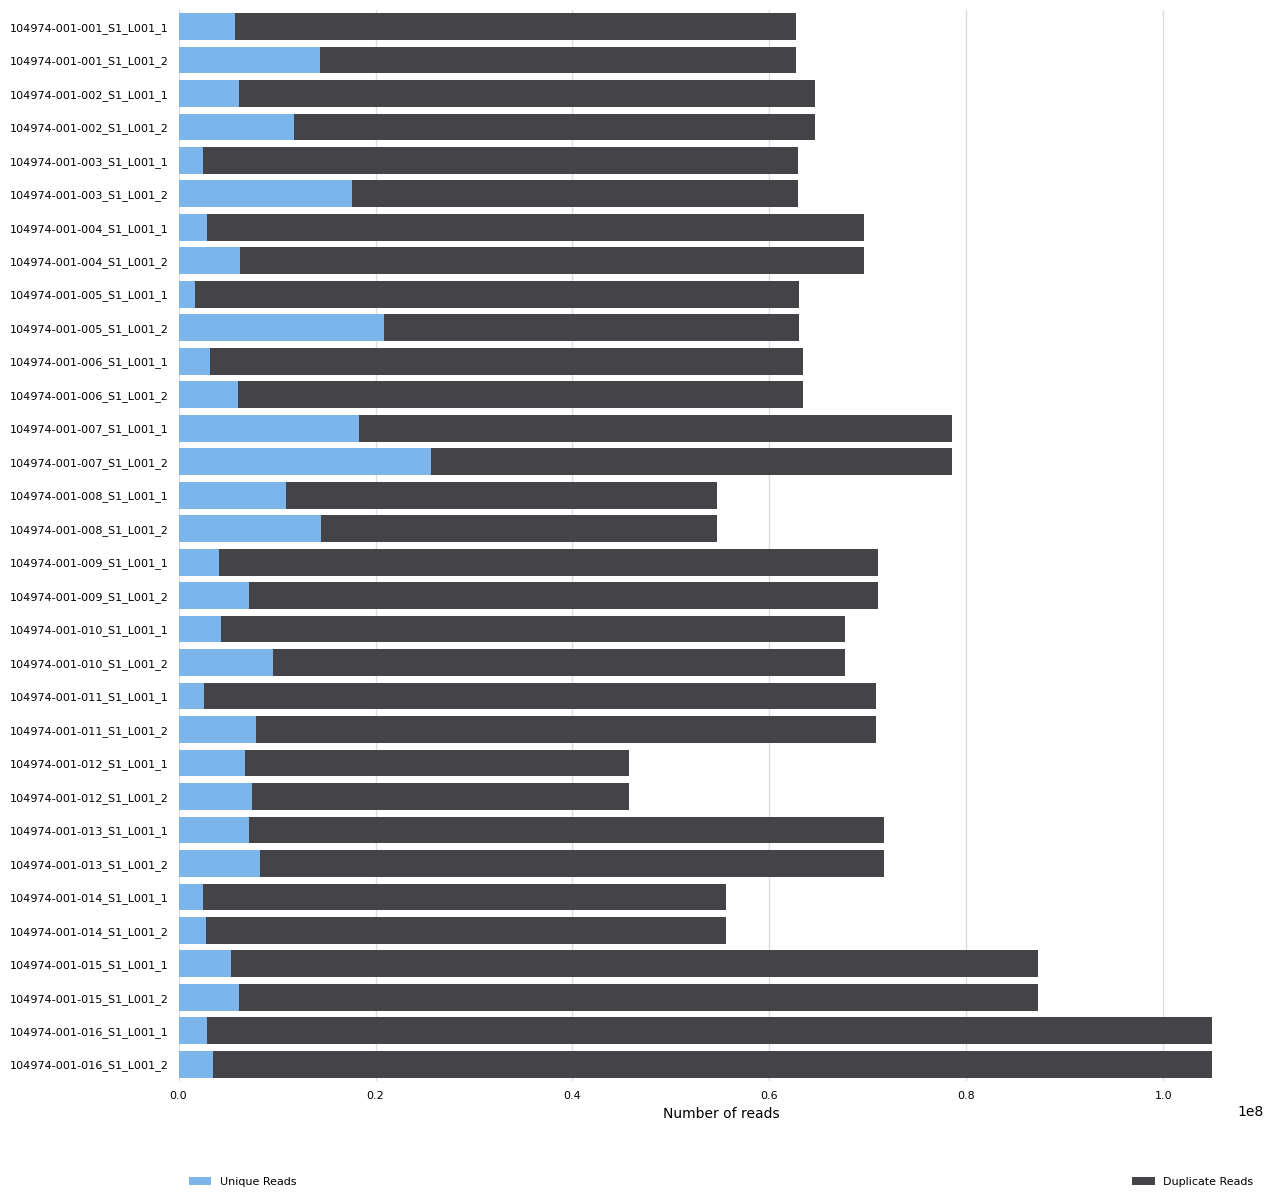 104974-001-001_S1_L001_1
104974-001-001_S1_L001_2
104974-001-002_S1_L001_1
104974-001-002_S1_L001_2
104974-001-003_S1_L001_1
104974-001-003_S1_L001_2
104974-001-004_S1_L001_1
104974-001-004_S1_L001_2
104974-001-005_S1_L001_1
104974-001-005_S1_L001_2
104974-001-006_S1_L001_1
104974-001-006_S1_L001_2
104974-001-007_S1_L001_1
104974-001-007_S1_L001_2
104974-001-008_S1_L001_1
104974-001-008_S1_L001_2
104974-001-009_S1_L001_1
104974-001-009_S1_L001_2
104974-001-010_S1_L001_1
104974-001-010_S1_L001_2
104974-001-011_S1_L001_1
104974-001-011_S1_L001_2
104974-001-012_S1_L001_1
104974-001-012_S1_L001_2
104974-001-013_S1_L001_1
104974-001-013_S1_L001_2
104974-001-014_S1_L001_1
104974-001-014_S1_L001_2
104974-001-015_S1_L001_1
104974-001-015_S1_L001_2
104974-001-016_S1_L001_1
104974-001-016_S1_L001_2
0.0 0.2 0.4 0.6 0.8 1.0
1e8
Number of reads
Unique Reads Duplicate Reads